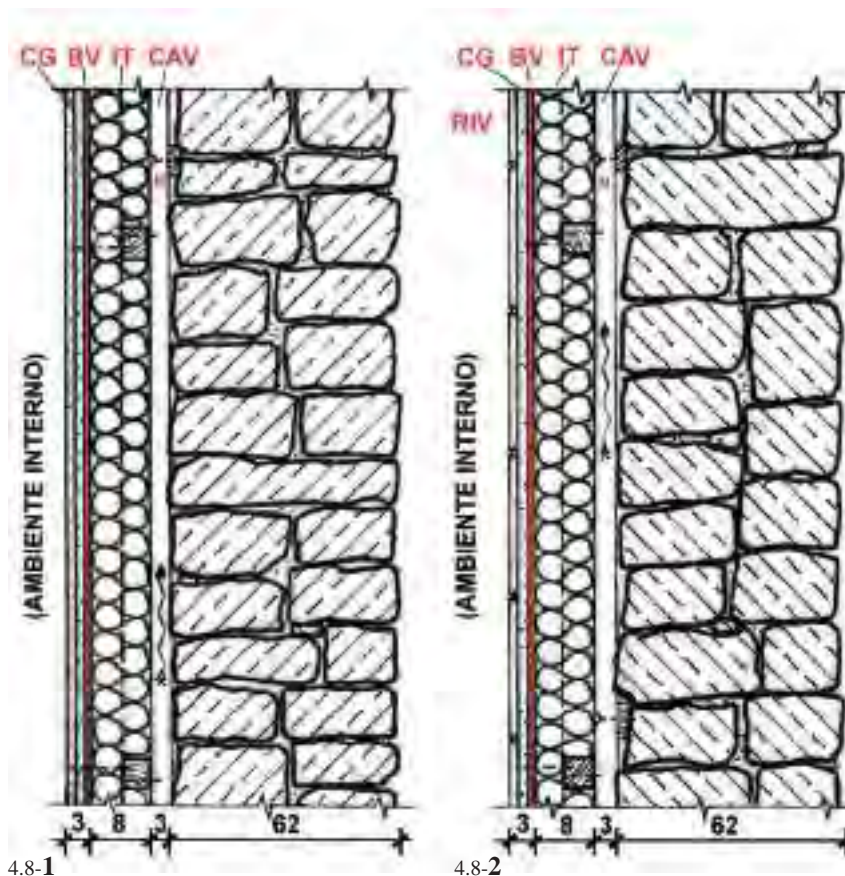 CG BV IT CAV
(AMBIENTE INTERNO)
3 8 3 62
4.8-1
CG BV IT CAV
RIV
(AMBIENTE INTERNO)
3 8 3 62
4.8-2